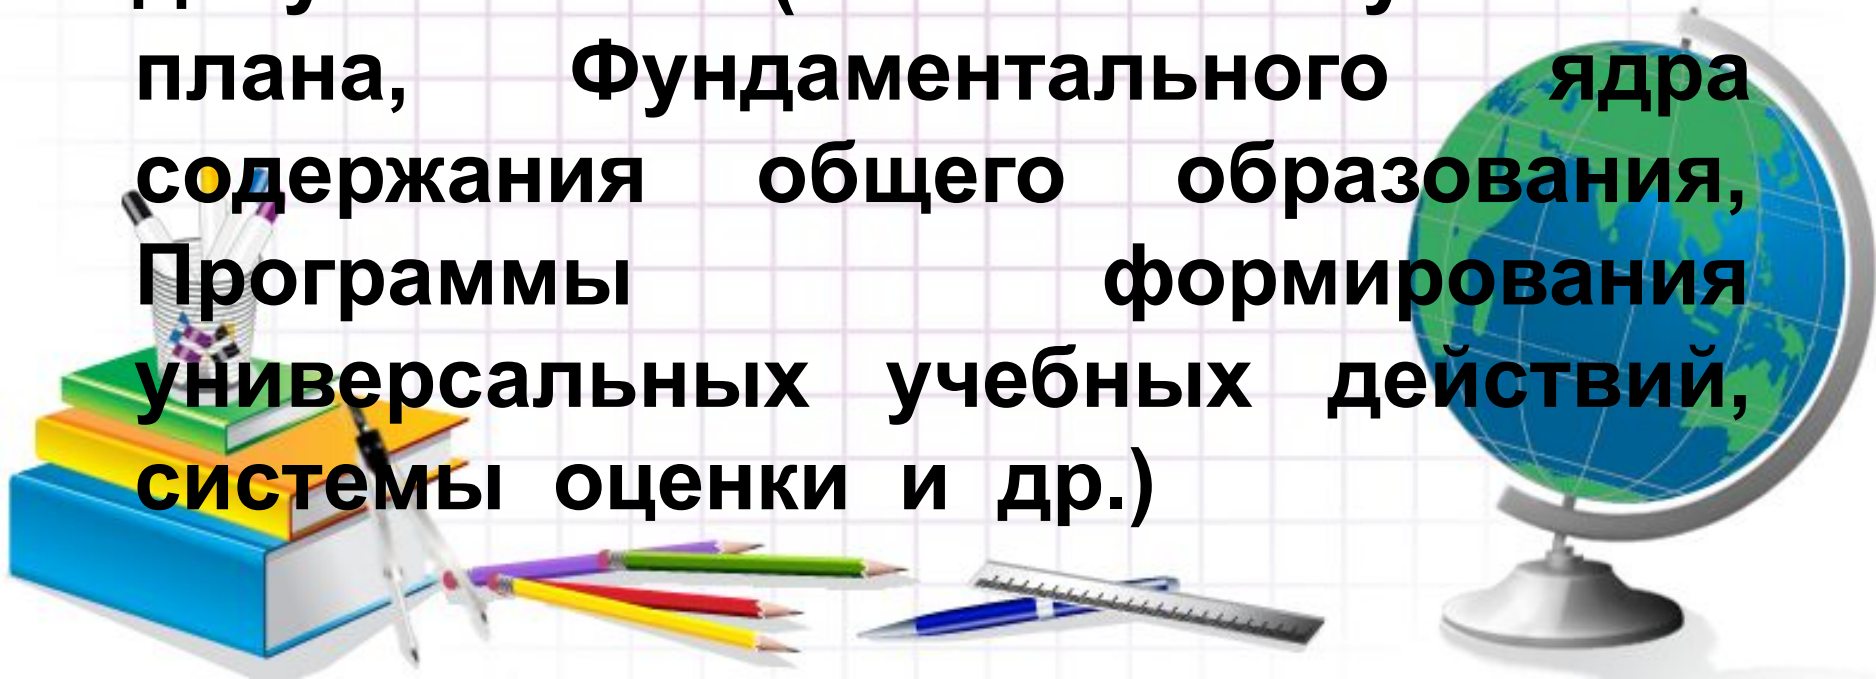 плана, Фундаментального ядра
содержания общего образования,
Программы формирования
универсальных учебных действий,
системы оценки и др.)